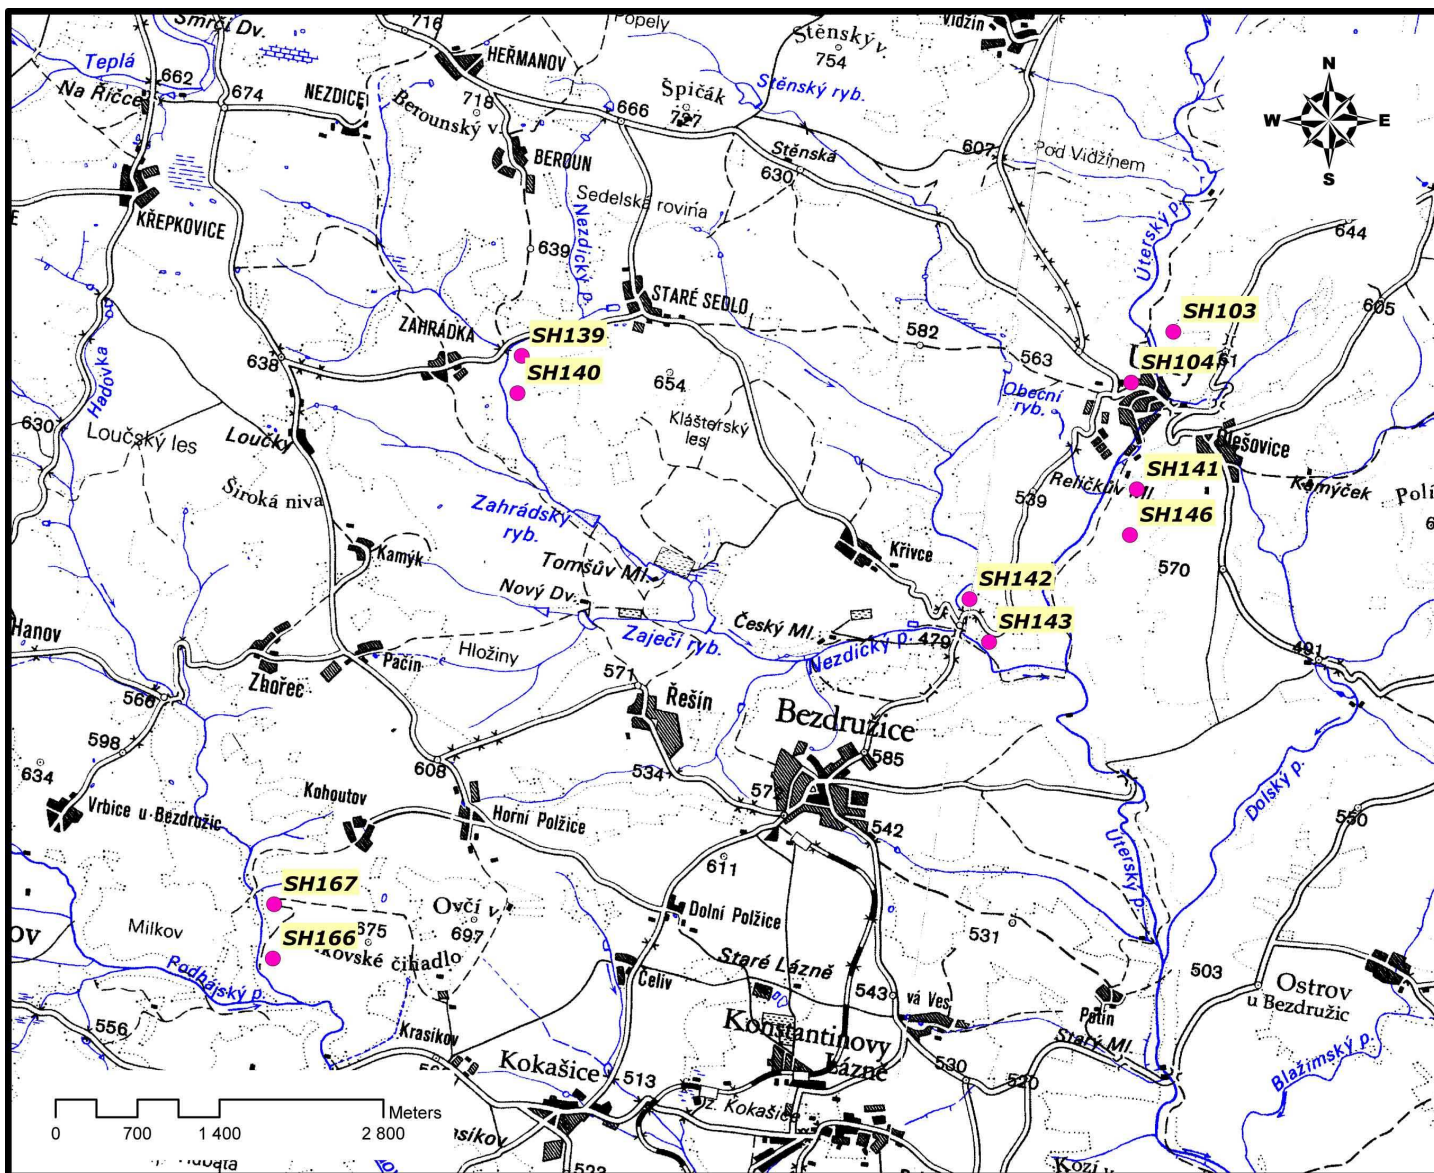 Smrčí Dv.
716
Popely
Stěnský v.
754
Vidžín
Teplá
662
HEŘMANOV
Stěnský ryb.
N
Na Říčce
674
NEZDICE
718
Berounský v.
666
Špičák
727
W
E
S
BEROUN
Stěnská
630
607
Pod Vidžínem
KŘEPKOVICE
Sedelská rovina
Nezdický p.
Úterský p.
644
639
STARÉ SEDLO
605
ZAHRÁDKA
SH139
582
SH103
638
SH140
654
563
SH104
Hadovka
Obecní
ryb.
630
Loučský les
Loučky
Klášterský
les
Olešovice
SH141
Široká niva
539
Kamýček
Zahrádský
ryb.
SH146
Kamýk
Křivce
570
Tomšův Ml.
SH142
Nový Dv.
Hanov
Český Ml.
SH143
Zaječí ryb.
479
Nezdický p.
Pačín
Hložiny
Zhořec
491
566
571
Řešín
Bezdružice
598
634
608
534
585
Dolský p.
Vrbice u Bezdružic
Kohoutov
572
Horní Polžice
542
550
Úterský p.
611
SH167
Ovčí v.
697
Dolní Polžice
Milkov
675
531
SH166
Staré Lázně
503
Ostrov
u Bezdružic
Podhájský p.
Čeliv
543
Patín
556
Krasíkov
Konstantinovy
Lázně
Starý Ml.
Kokašice
513
530
520
Blažimský p.
Meters
0
700
1 400
2 800
ž. Kokašice